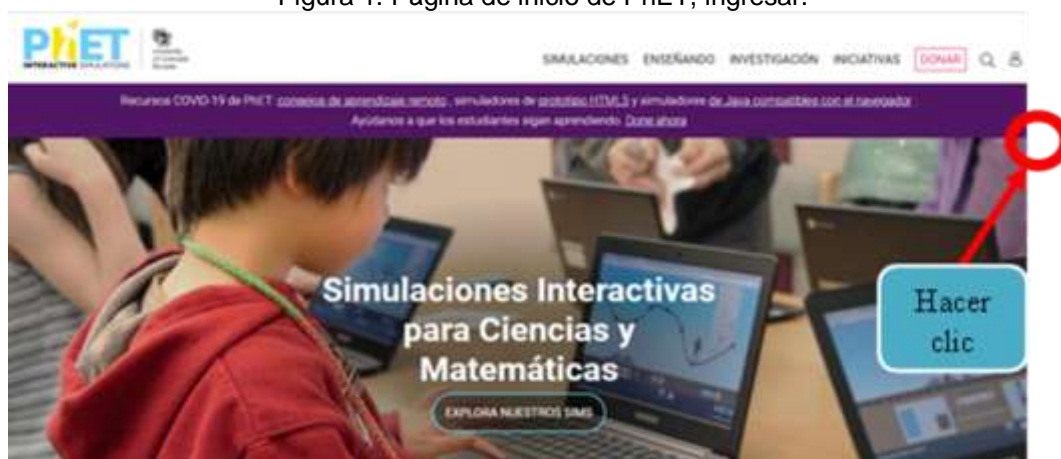 Figura 1. Página de inicio de PhET, ingresar.
PhET
INTERACTIVE SIMULATIONS
SIMULACIONES ENSEÑANDO INVESTIGACIÓN INICIATIVAS DONAR
Recursos COVID-19 de PhET: consejos de aprendizaje remoto, simuladores de prototipo HTML5 y simuladores de Java compatibles con el navegador
Ayúdanos a que los estudiantes sigan aprendiendo. Done ahora
Simulaciones Interactivas
para Ciencias y
Matemáticas
EXPLORA NUESTROS SIMS
Hacer
clic